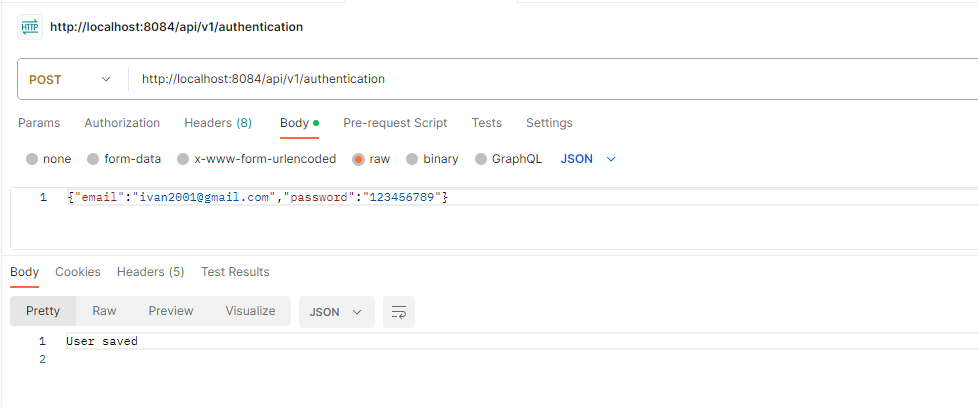 HTTP http://localhost:8084/api/v1/authentication
POST http://localhost:8084/api/v1/authentication
Params Authorization Headers (8) Body Pre-request Script Tests Settings
none form-data x-www-form-urlencoded raw binary GraphQL JSON
1 {"email":"ivan2001@gmail.com","password":"123456789"}
Body Cookies Headers (5) Test Results
Pretty Raw Preview Visualize JSON
1 User saved
2